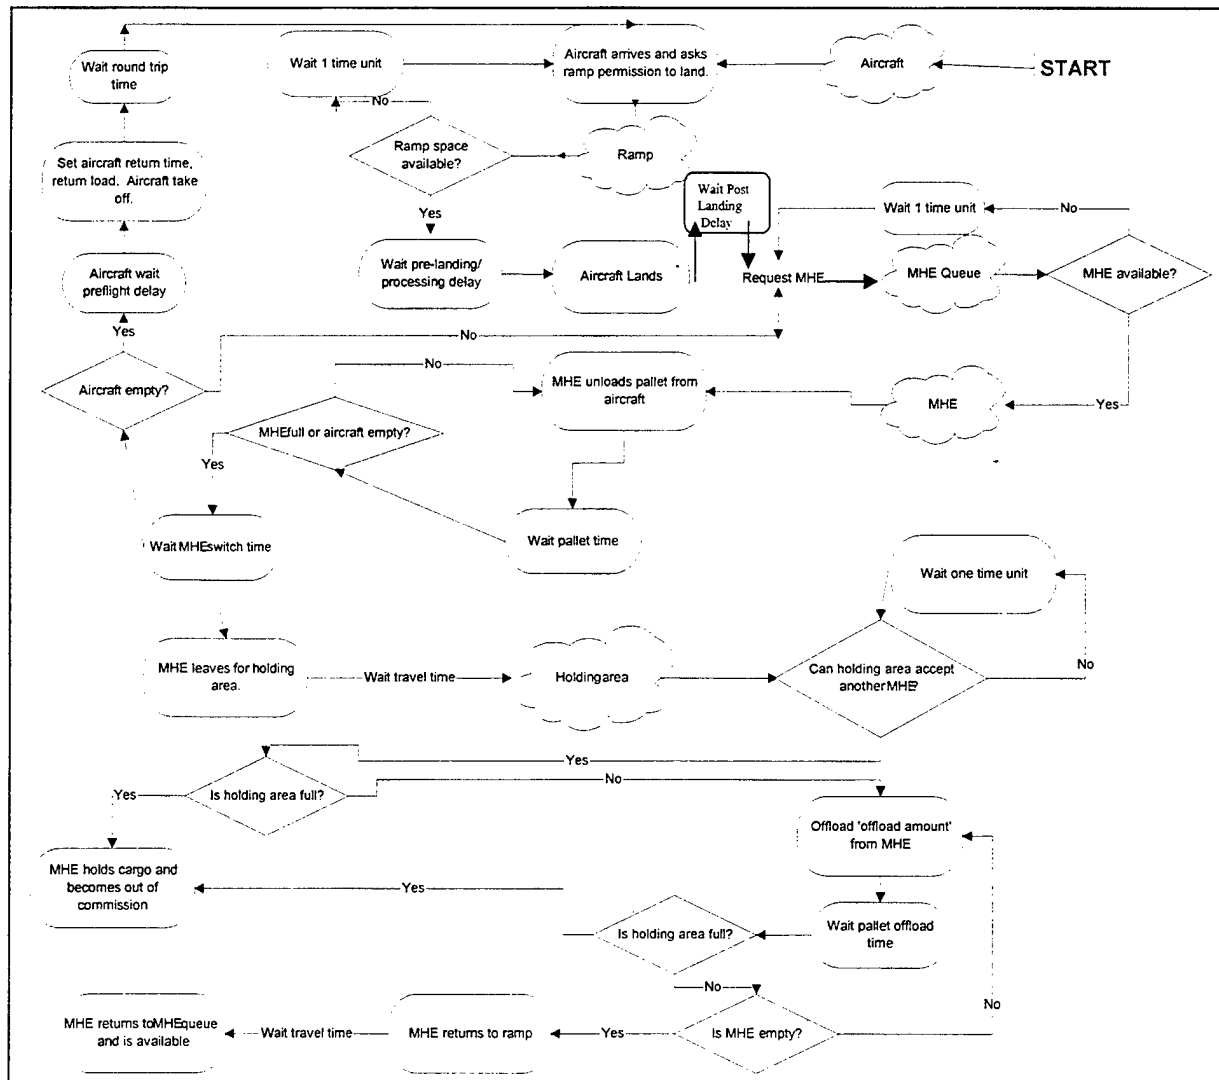 Wait round trip
time
Wait 1 time unit
Aircraft arrives and asks
ramp permission to land.
Aircraft
START
No
Set aircraft return time,
return load. Aircraft take
off.
Ramp space
available?
Ramp
Wait Post
Landing
Delay
Wait 1 time unit
No
Yes
Aircraft wait
preflight delay
Wait pre-landing/
processing delay
Aircraft Lands
Request MHE
MHE Queue
MHE available?
Yes
No
Aircraft empty?
No
MHE unloads pallet from
aircraft
MHE
Yes
MHEfull or aircraft empty?
Yes
Wait MHEswitch time
Wait pallet time
Wait one time unit
MHE leaves for holding
area.
Wait travel time
Holdingarea
Can holding area accept
anotherMHE?
No
Yes
No
Is holding area full?
Yes
Offload 'offload amount'
from MHE
MHE holds cargo and
becomes out of
commission
Yes
Is holding area full?
Wait pallet offload
time
No
No
MHE returns toMHEqueue
and is available
Wait travel time
MHE returns to ramp
Yes
Is MHE empty?